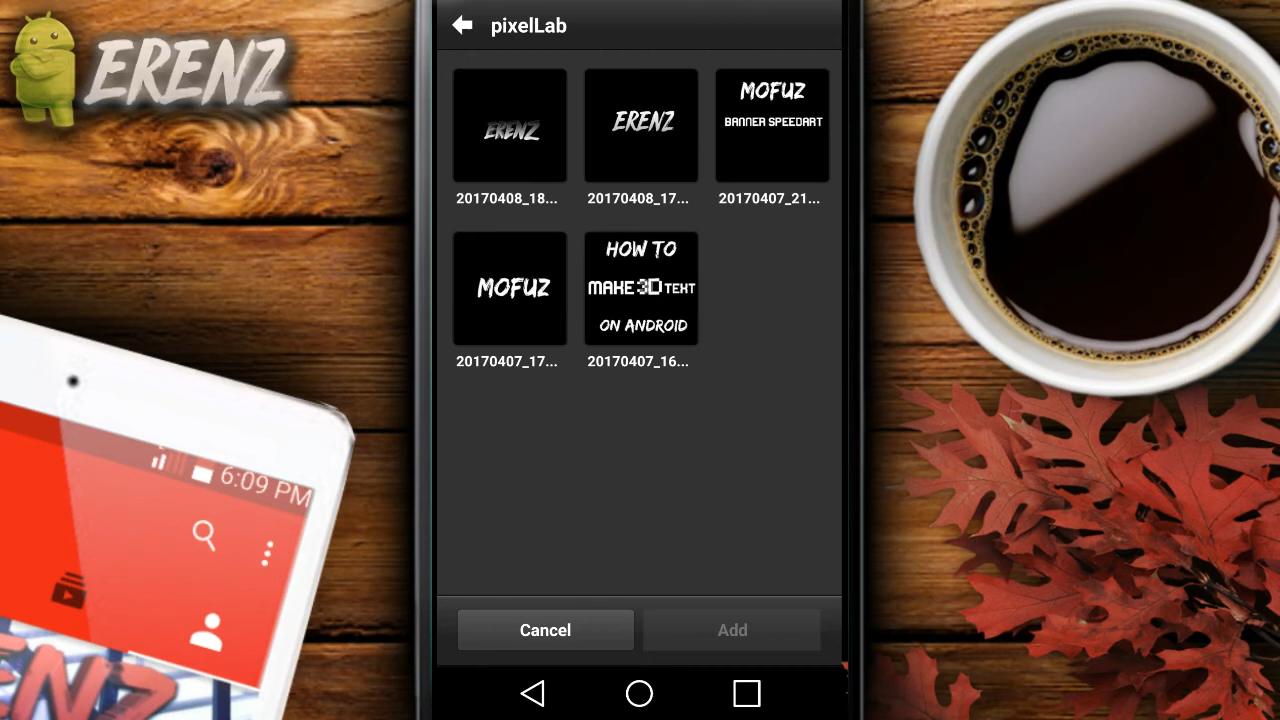 ERENZ
pixelLab
ERENZ
ERENZ
MOFUZ
BANNER SPEEDART
20170408_18...
20170408_17...
20170407_21...
MOFUZ
HOW TO
MAKE 3D TEXT
ON ANDROID
20170407_17...
20170407_16...
6:09 PM
Cancel
Add